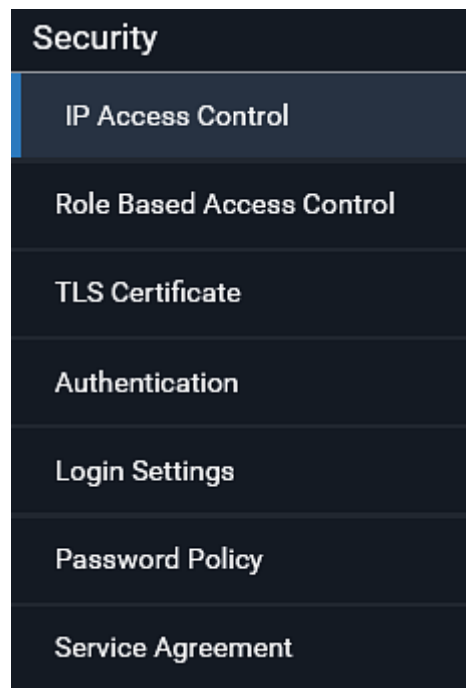 Security
IP Access Control
Role Based Access Control
TLS Certificate
Authentication
Login Settings
Password Policy
Service Agreement